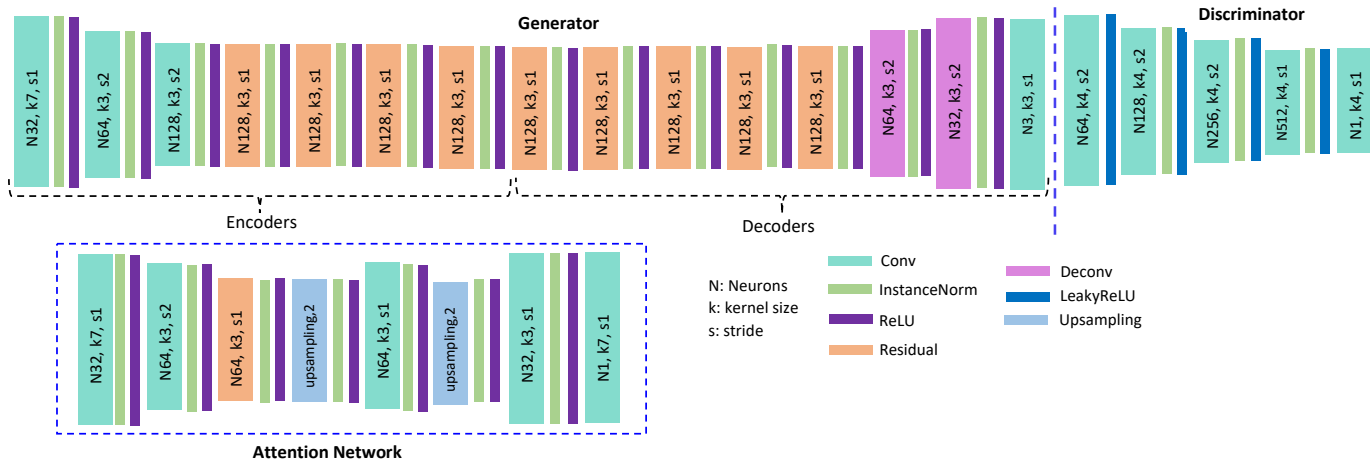 Generator
Discriminator
N32, k7, s1
N64, k3, s2
N128, k3, s2
N128, k3, s1
N128, k3, s1
N128, k3, s1
N128, k3, s1
N128, k3, s1
N128, k3, s1
N128, k3, s1
N128, k3, s1
N128, k3, s1
N64, k3, s2
N32, k3, s2
N3, k3, s1
N64, k4, s2
N128, k4, s2
N256, k4, s2
N512, k4, s1
N1, k4, s1
Encoders
Decoders
N32, k7, s1
N64, k3, s2
N64, k3, s1
upsampling,2
N64, k3, s1
upsampling,2
N32, k3, s1
N1, k7, s1
Attention Network
N: Neurons
k: kernel size
s: stride
Conv
InstanceNorm
ReLU
Residual
Deconv
LeakyReLU
Upsampling